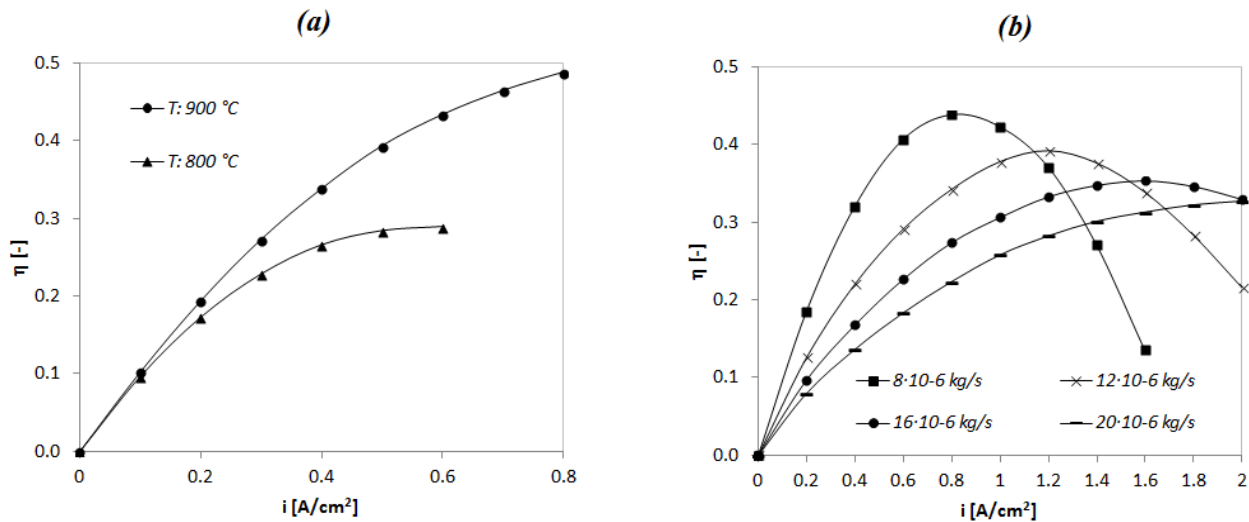 (a)
0.5
0.4
0.3
0.2
0.1
0.0
η [-]
T: 900 °C
T: 800 °C
0
0.2
0.4
0.6
0.8
i [A/cm²]
(b)
0.5
0.4
0.3
0.2
0.1
0.0
η [-]
8·10-6 kg/s
12·10-6 kg/s
16·10-6 kg/s
20·10-6 kg/s
0
0.2
0.4
0.6
0.8
1
1.2
1.4
1.6
1.8
2
i [A/cm²]